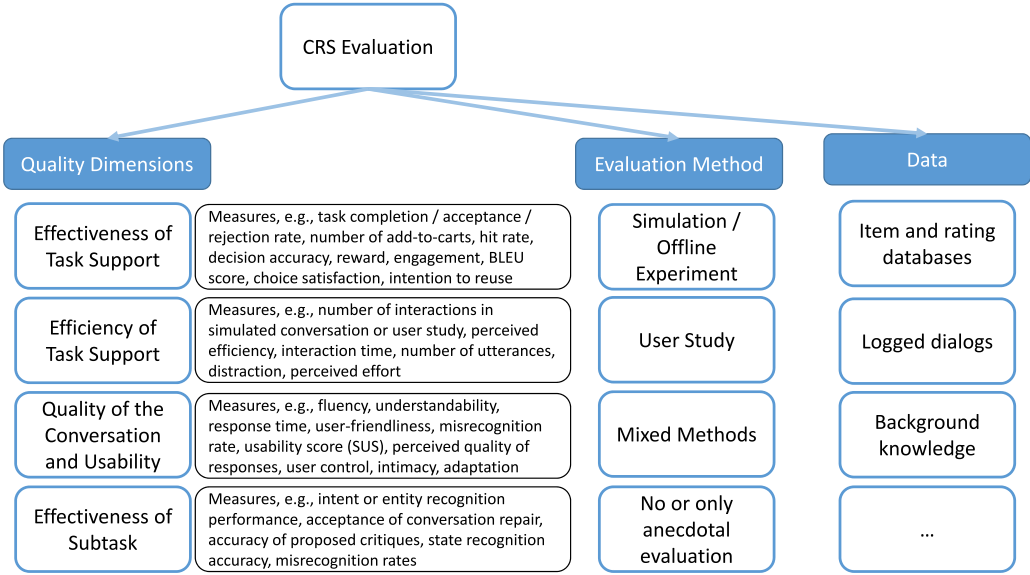 CRS Evaluation
Quality Dimensions
Evaluation Method
Data
Effectiveness of
Task Support
Measures, e.g., task completion / acceptance /
rejection rate, number of add-to-carts, hit rate,
decision accuracy, reward, engagement, BLEU
score, choice satisfaction, intention to reuse
Simulation /
Offline
Experiment
Item and rating
databases
Efficiency of
Task Support
Measures, e.g., number of interactions in
simulated conversation or user study, perceived
efficiency, interaction time, number of utterances,
distraction, perceived effort
User Study
Logged dialogs
Quality of the
Conversation
and Usability
Measures, e.g., fluency, understandability,
response time, user-friendliness, misrecognition
rate, usability score (SUS), perceived quality of
responses, user control, intimacy, adaptation
Mixed Methods
Background
knowledge
Effectiveness of
Subtask
Measures, e.g., intent or entity recognition
performance, acceptance of conversation repair,
accuracy of proposed critiques, state recognition
accuracy, misrecognition rates
No or only
anecdotal
evaluation
...